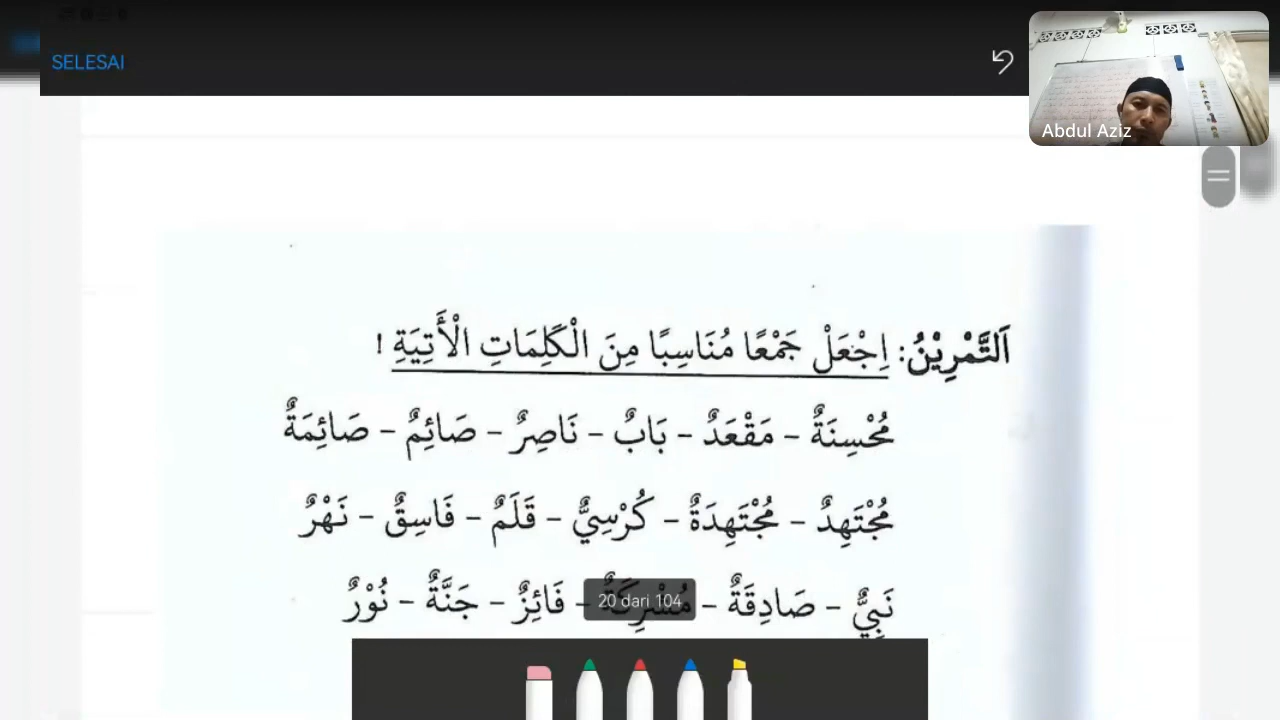 SELESAI
Abdul Aziz
اَلتَّمْرِيْنُ: اِجْعَلْ جَمْعًا مُنَاسِبًا مِنَ الْكَلِمَاتِ الْأَتِيَةِ !
مُحْسِنَةٌ – مَقْعَدٌ – بَابٌ – نَاصِرٌ – صَائِمٌ – صَائِمَةٌ
مُجْتَهِدٌ – مُجْتَهِدَةٌ – كُرْسِيٌّ – قَلَمٌ – فَاسِقٌ – نَهْرٌ
نَبِيٌّ – صَادِقَةٌ – مُشْرِكَةٌ – فَائِزٌ – جَنَّةٌ – نُوْرٌ
20 dari 104